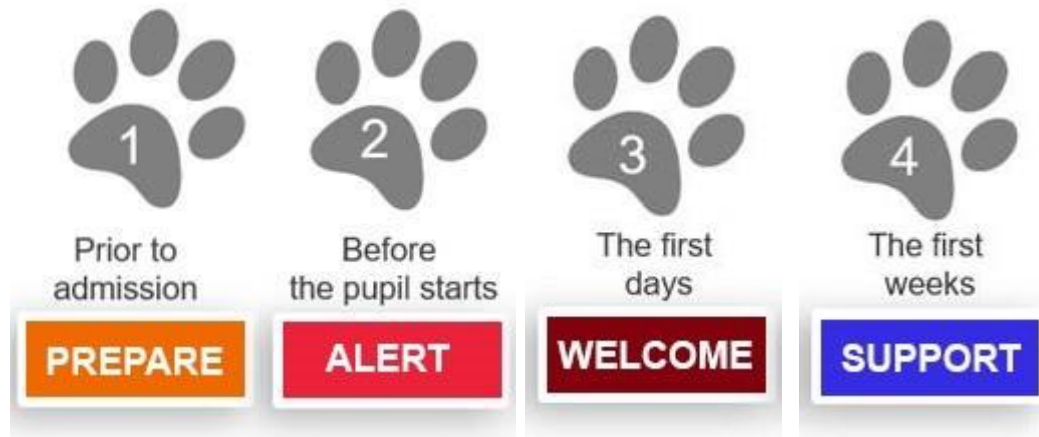 1
2
3
4
Prior to
admission
Before
the pupil starts
The first
days
The first
weeks
PREPARE
ALERT
WELCOME
SUPPORT